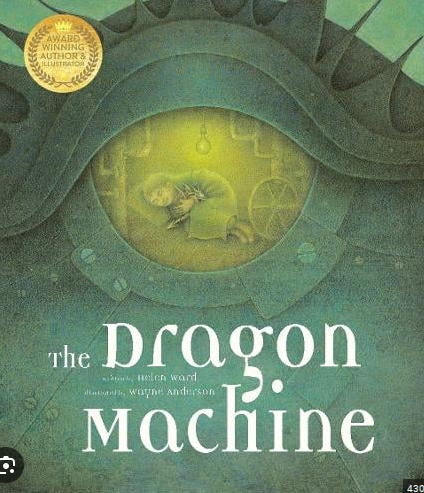 AWARD
WINNING
AUTHOR &
ILLUSTRATOR
The Dragon
written by Helen Ward
illustrated by Wayne Anderson
Machine
430